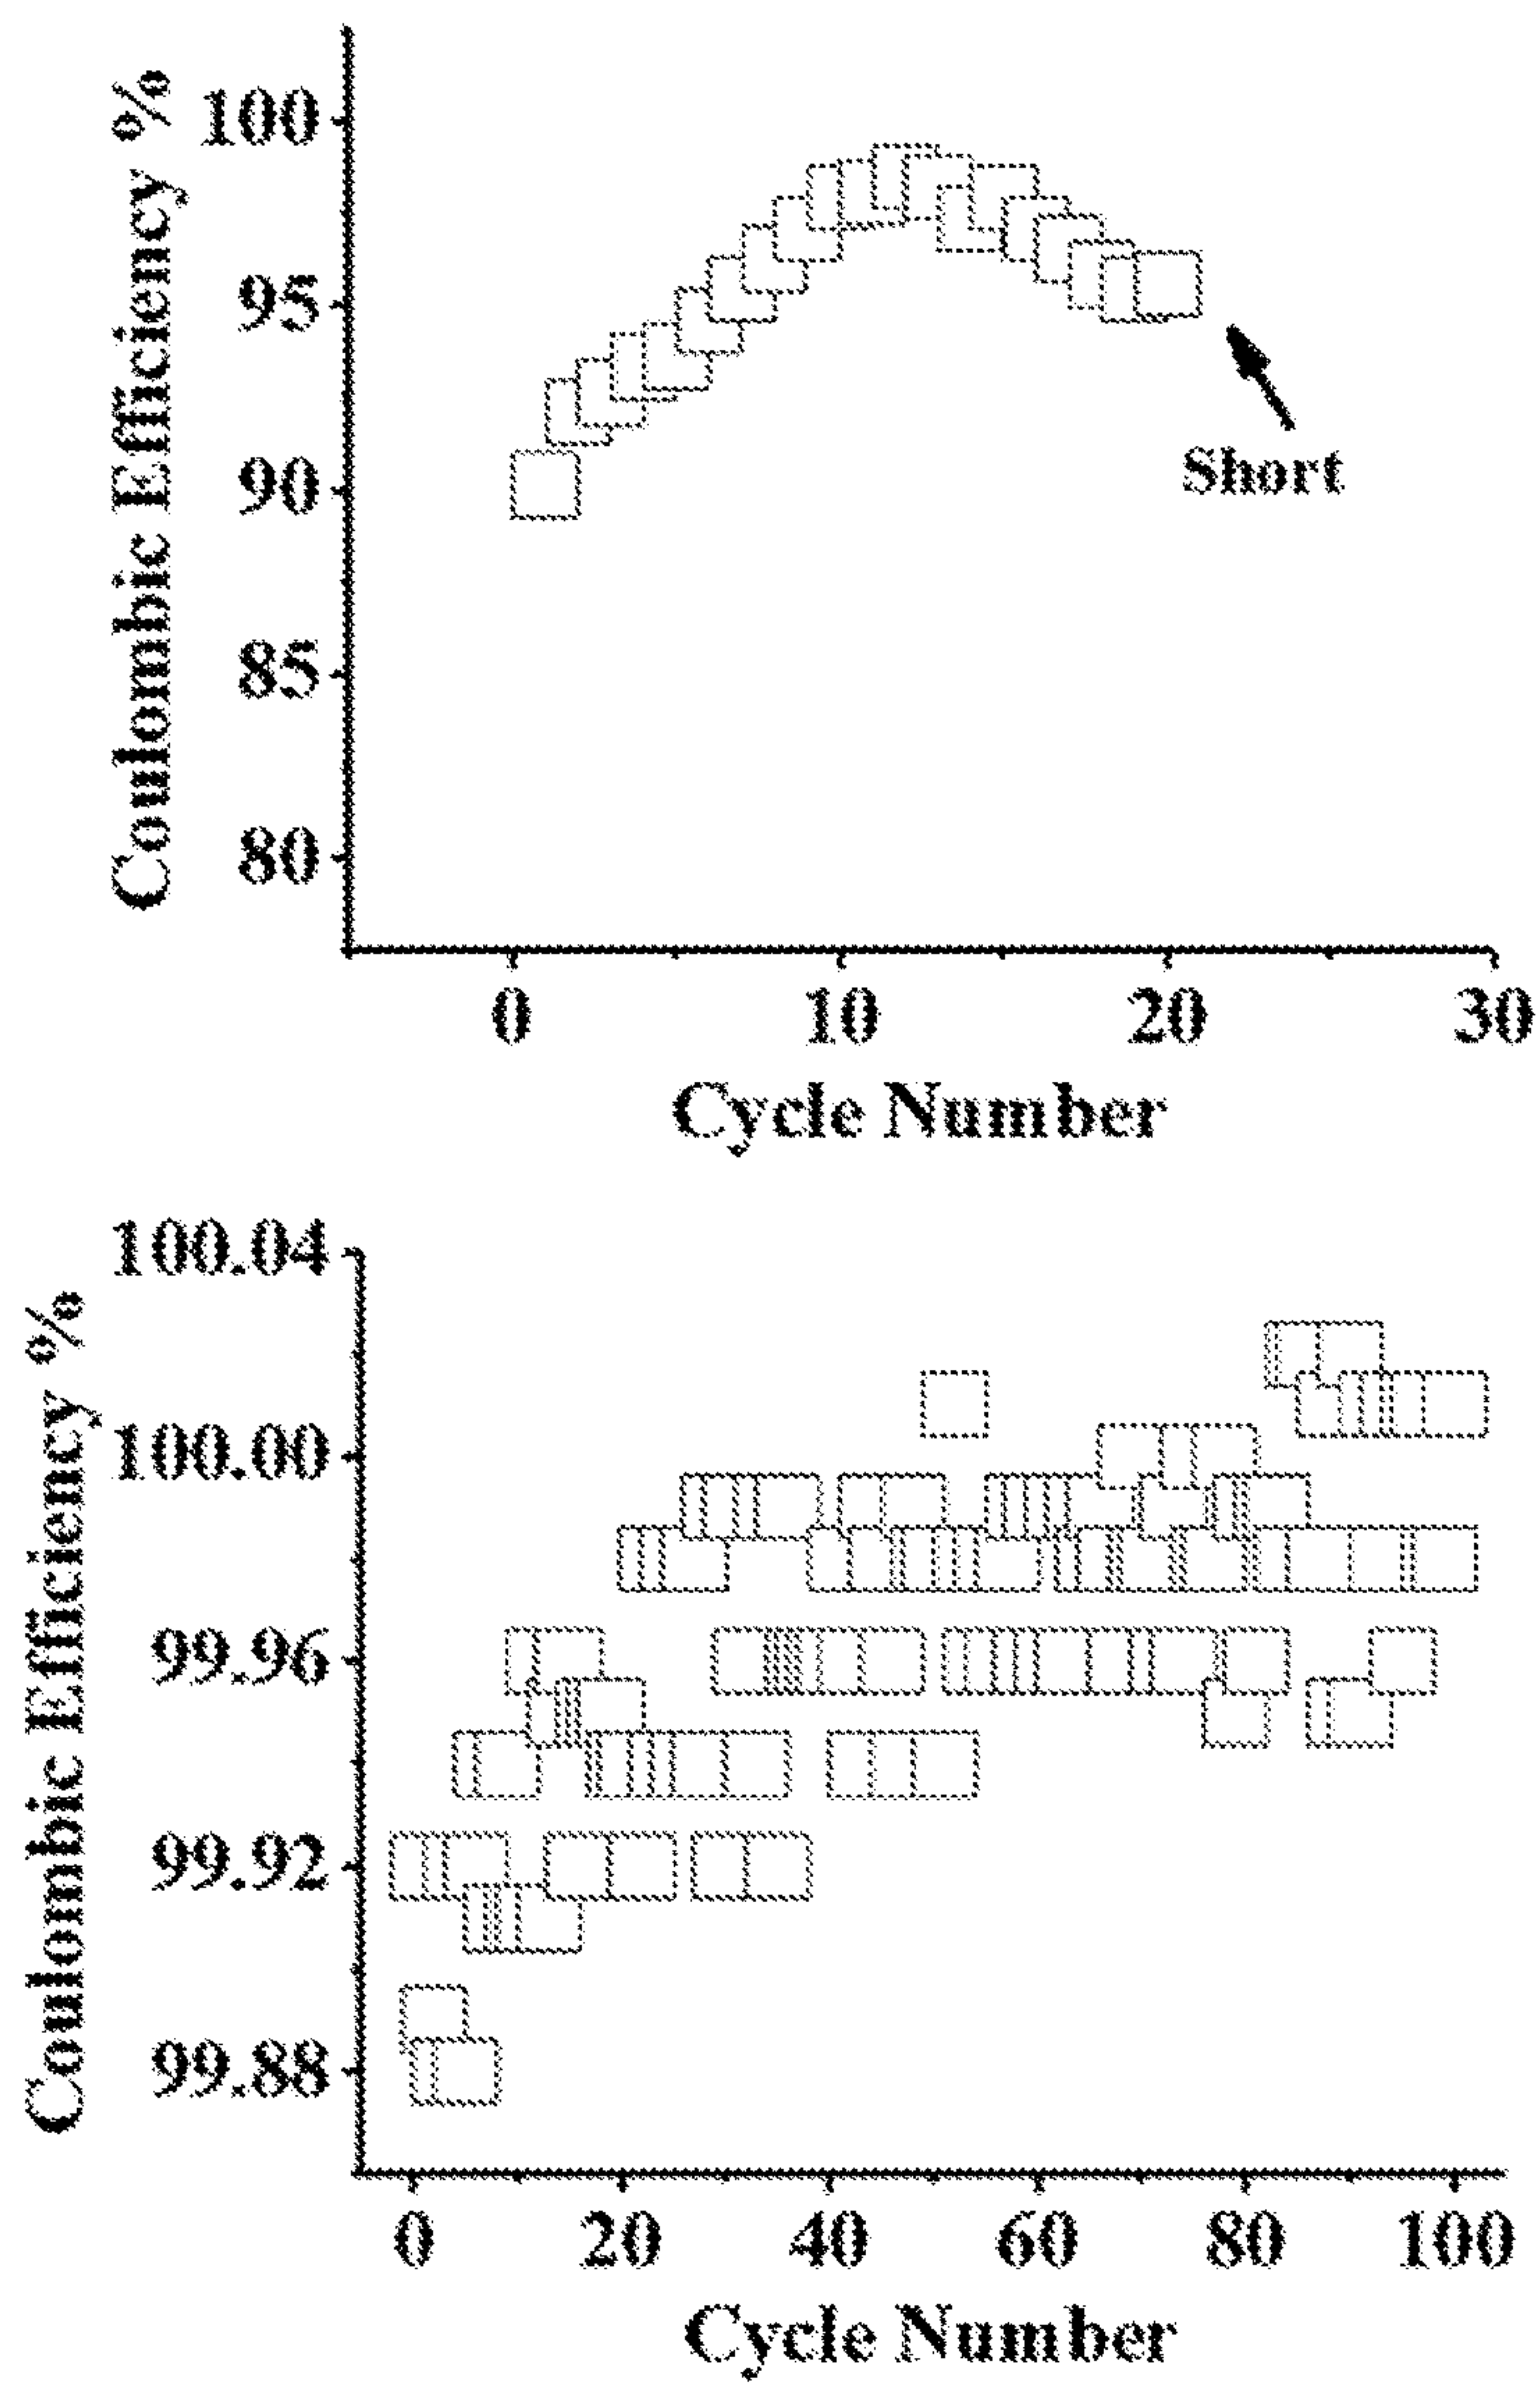 Coulombic Efficiency %
100
95
90
85
80
Short
0 10 20 30
Cycle Number
Coulombic Efficiency %
100.04
100.00
99.96
99.92
99.88
0 20 40 60 80 100
Cycle Number